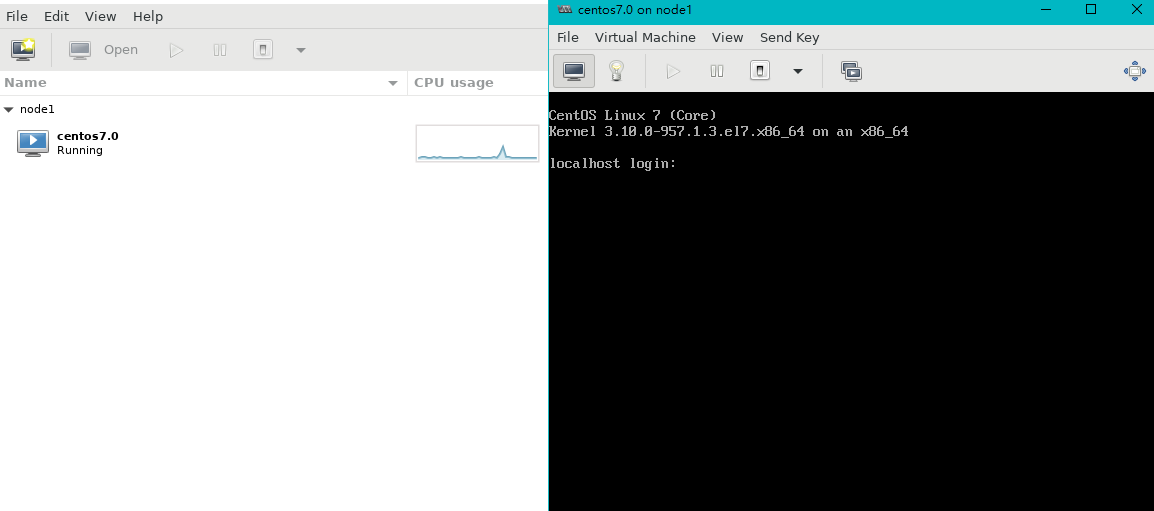 File Edit View Help
Open
Name CPU usage
node1
centos7.0
Running
centos7.0 on node1
File Virtual Machine View Send Key
CentOS Linux 7 (Core)
Kernel 3.10.0-957.1.3.el7.x86_64 on an x86_64
localhost login: